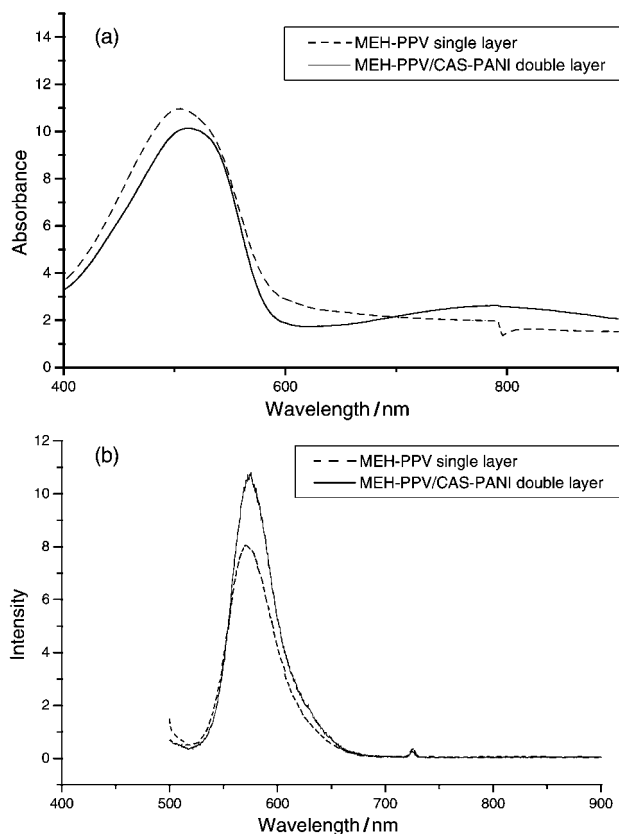 (a)
MEH-PPV single layer
MEH-PPV/CAS-PANI double layer
Absorbance
14
12
10
8
6
4
2
0
400
600
800
Wavelength/nm
(b)
MEH-PPV single layer
MEH-PPV/CAS-PANI double layer
Intensity
12
10
8
6
4
2
0
400
500
600
700
800
900
Wavelength/nm